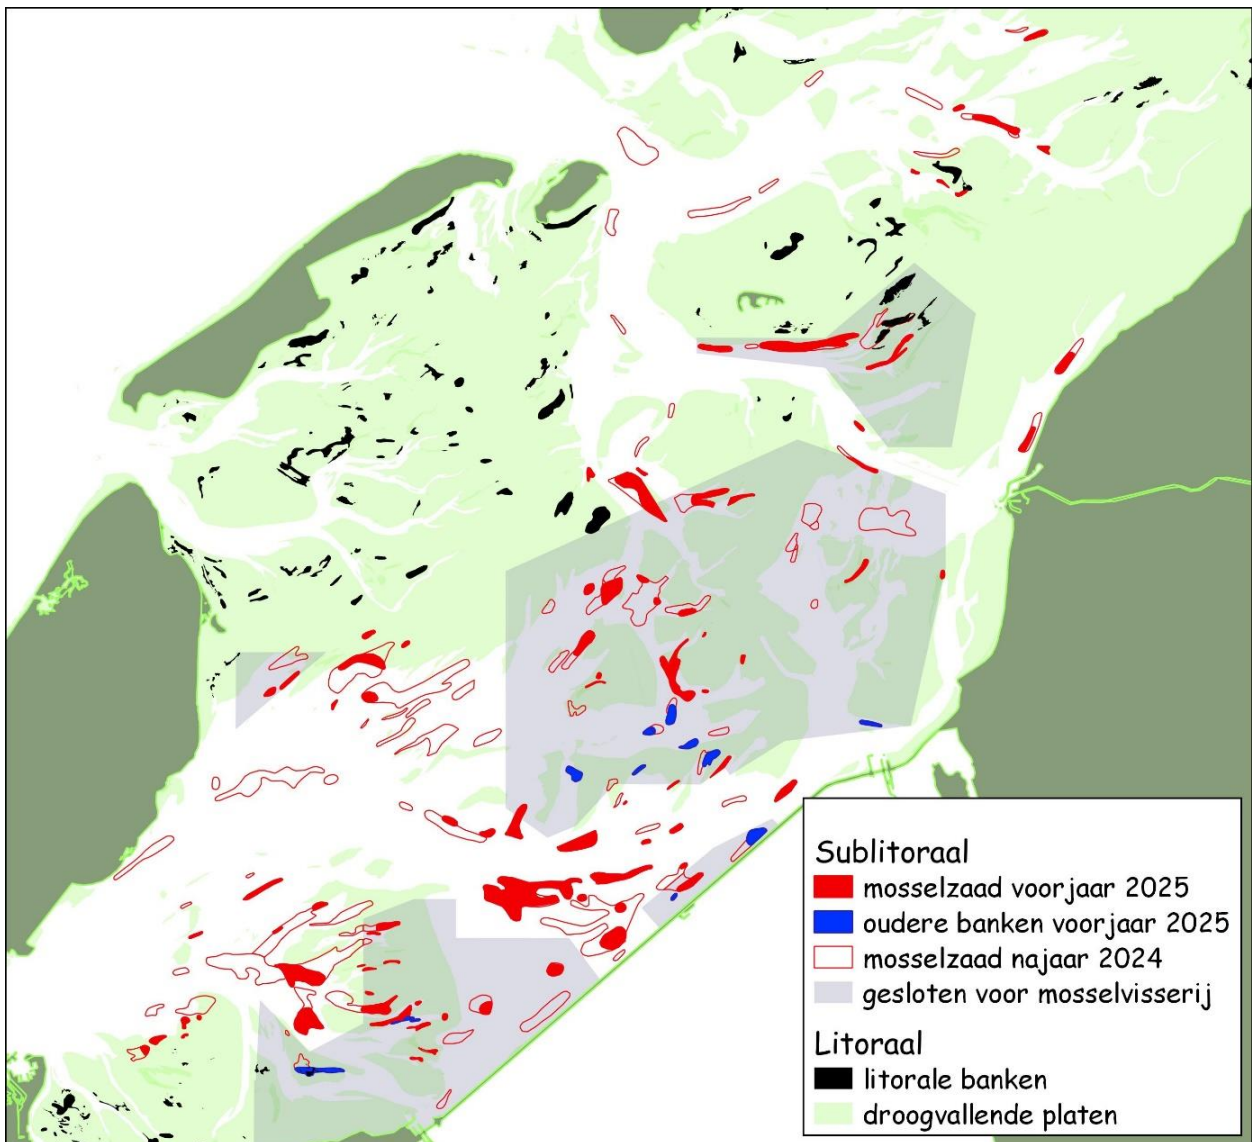 Sublitoraal
mosselzaad voorjaar 2025
oudere banken voorjaar 2025
mosselzaad najaar 2024
gesloten voor mosselvisserij
Litoraal
litorale banken
droogvallende platen